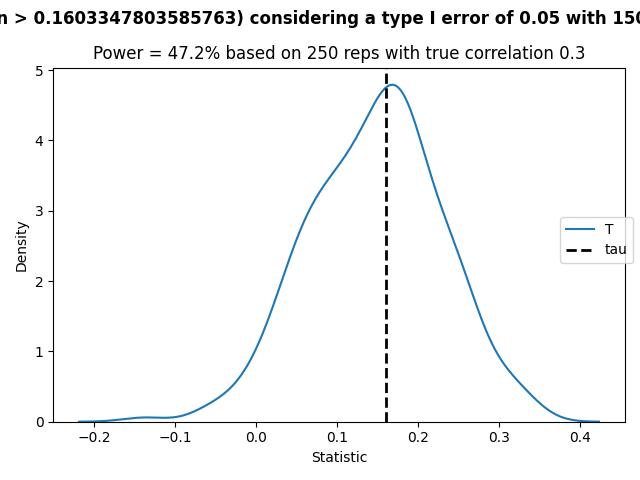 > 0.1603347803585763) considering a type I error of 0.05 with
Power = 47.2% based on 250 reps with true correlation 0.3
5
4
3
2
1
0
Density
T
tau
−0.2 −0.1 0.0 0.1 0.2 0.3 0.4
Statistic